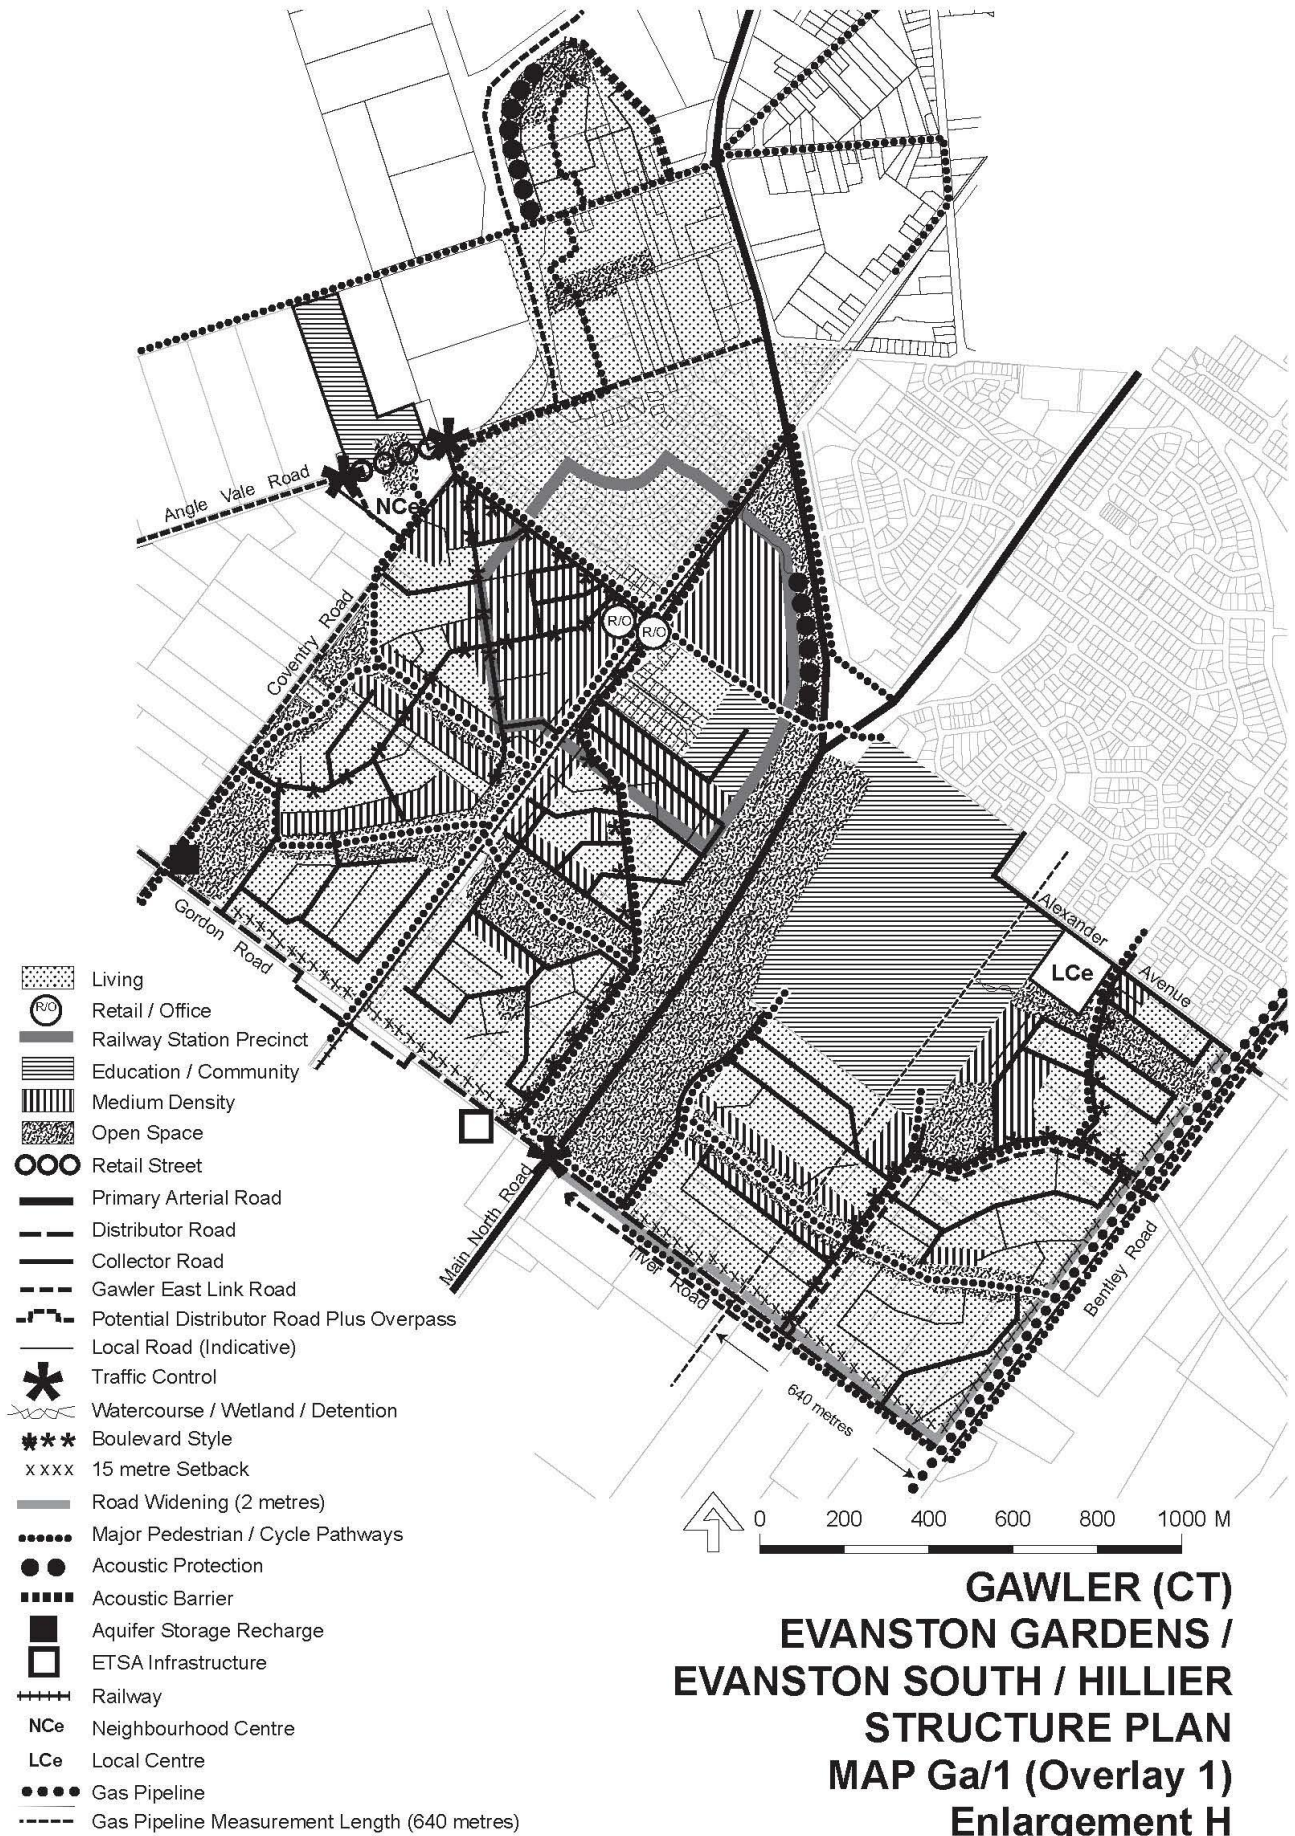 Angle Vale Road
NCe
Coventry Road
R/O
R/O
Gordon Road
Alexander Avenue
LCe
Main North Road
Bentley Road
River Road
640 metres
Living
R/O
Retail / Office
Railway Station Precinct
Education / Community
Medium Density
Open Space
Retail Street
Primary Arterial Road
Distributor Road
Collector Road
Gawler East Link Road
Potential Distributor Road Plus Overpass
Local Road (Indicative)
Traffic Control
Watercourse / Wetland / Detention
Boulevard Style
xxxx 15 metre Setback
Road Widening (2 metres)
Major Pedestrian / Cycle Pathways
Acoustic Protection
Acoustic Barrier
Aquifer Storage Recharge
ETSA Infrastructure
Railway
NCe Neighbourhood Centre
LCe Local Centre
Gas Pipeline
Gas Pipeline Measurement Length (640 metres)
0 200 400 600 800 1000 M
GAWLER (CT)
EVANSTON GARDENS /
EVANSTON SOUTH / HILLIER
STRUCTURE PLAN
MAP Ga/1 (Overlay 1)
Enlargement H